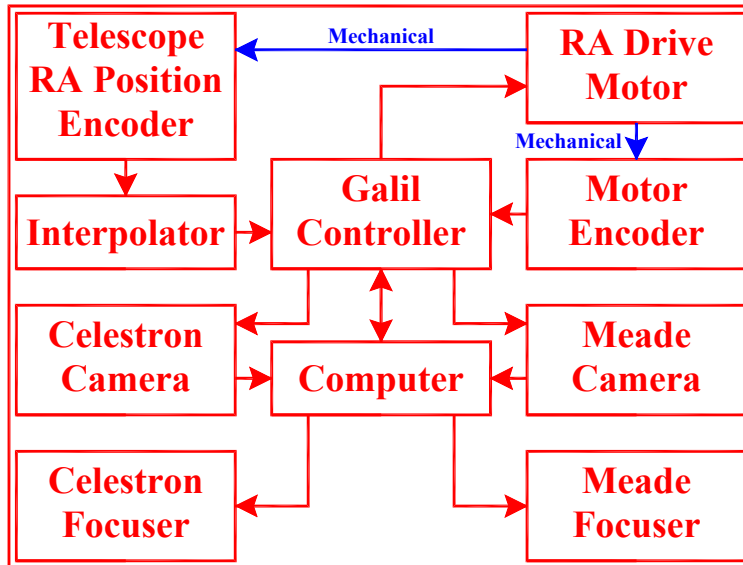 Telescope
RA Position
Encoder
Mechanical
RA Drive
Motor
Mechanical
Interpolator
Galil
Controller
Motor
Encoder
Celestron
Camera
Computer
Meade
Camera
Celestron
Focuser
Meade
Focuser